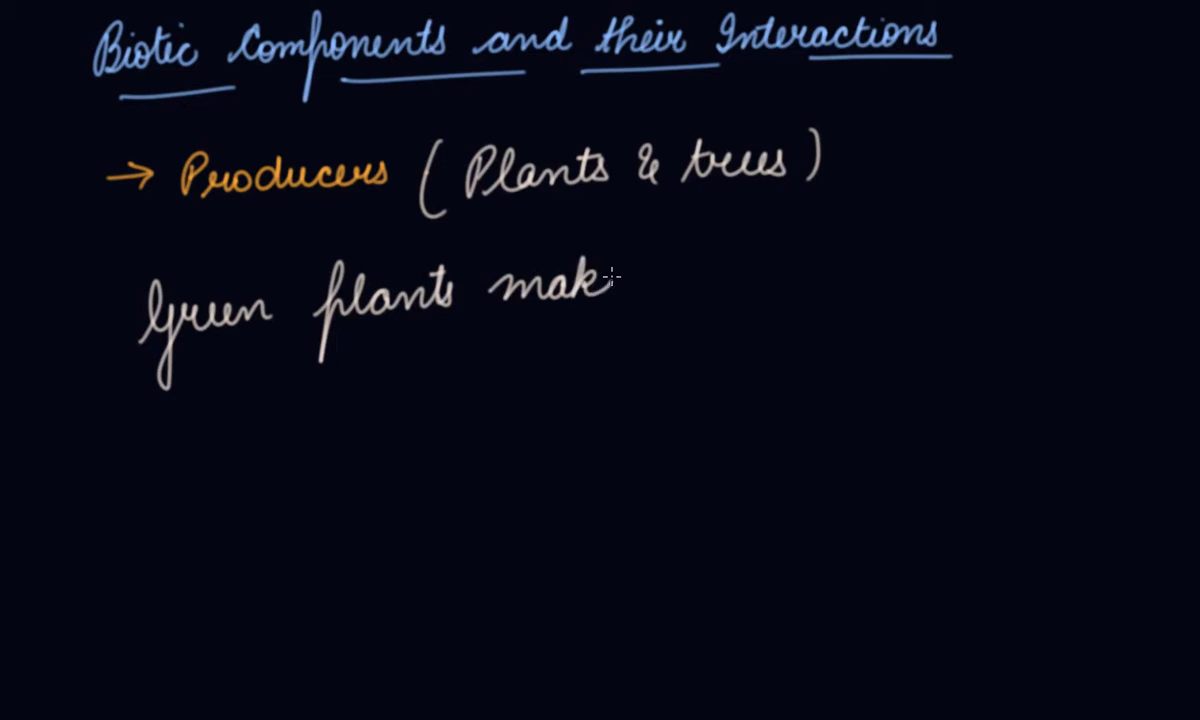 Biotic Components and their Interactions
→ Producers ( Plants & trees )
Green plants mak